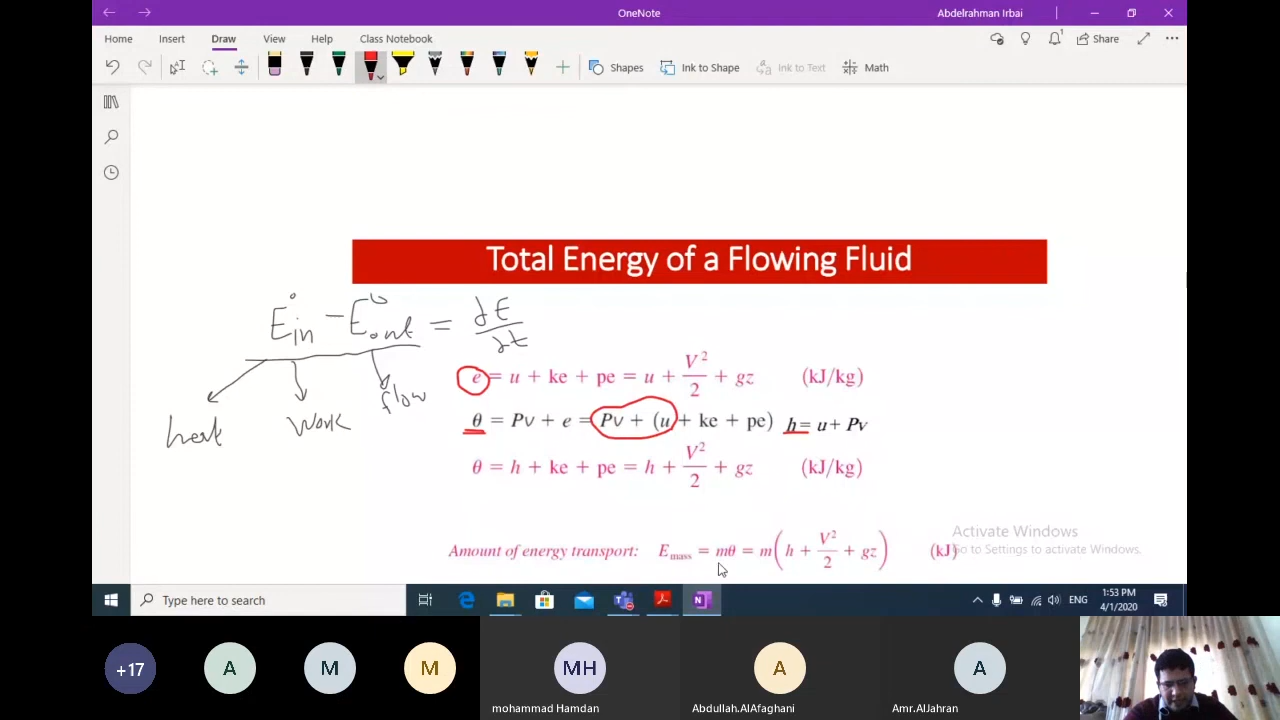 OneNote
Abdelrahman Irbai
Home Insert Draw View Help Class Notebook
Share
Shapes Ink to Shape Ink to Text Math
Total Energy of a Flowing Fluid
Ėin − Ėout = dE/dt
heat
Work
flow
e = u + ke + pe = u + V²/2 + gz (kJ/kg)
θ = Pv + e = Pv + (u + ke + pe) h = u + Pv
θ = h + ke + pe = h + V²/2 + gz (kJ/kg)
Amount of energy transport: Emass = mθ = m(h + V²/2 + gz) (kJ)
Activate Windows
Go to Settings to activate Windows.
Type here to search
ENG
1:53 PM
4/1/2020
+17 A M M MH A A
mohammad Hamdan
Abdullah.AlAfaghani
Amr.AlJahran